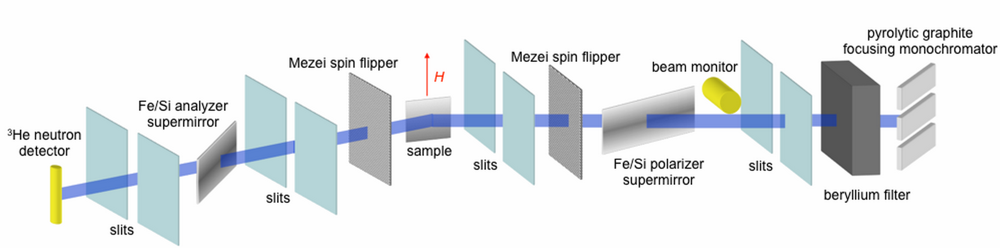 pyrolytic graphite
focusing monochromator
Mezei spin flipper
Mezei spin flipper
beam monitor
H
Fe/Si analyzer
supermirror
³He neutron
detector
sample
slits
Fe/Si polarizer
supermirror
slits
beryllium filter
slits
slits